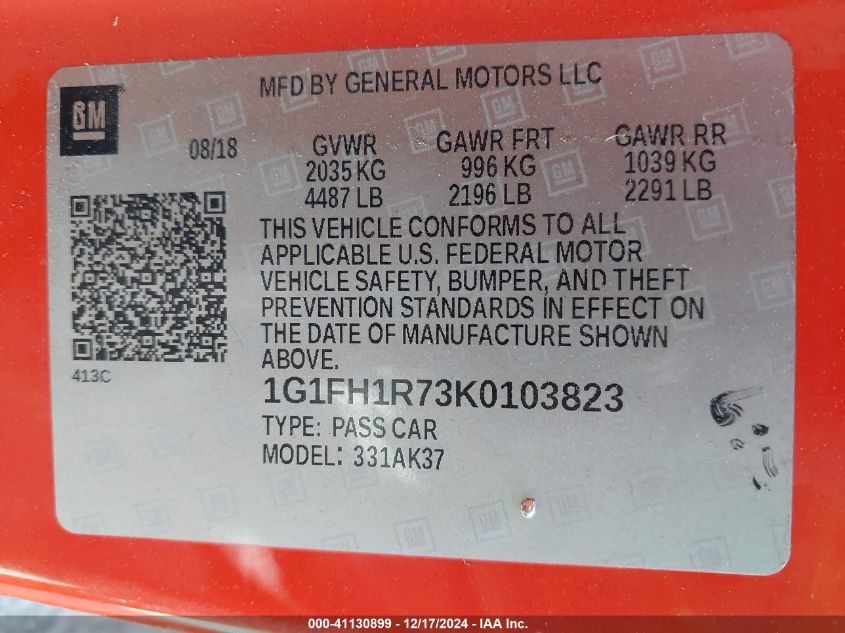 MFD BY GENERAL MOTORS LLC
GM
08/18 GVWR GAWR FRT GAWR RR
2035 KG 996 KG 1039 KG
4487 LB 2196 LB 2291 LB
THIS VEHICLE CONFORMS TO ALL
APPLICABLE U.S. FEDERAL MOTOR
VEHICLE SAFETY, BUMPER, AND THEFT
PREVENTION STANDARDS IN EFFECT ON
THE DATE OF MANUFACTURE SHOWN
ABOVE.
413C
1G1FH1R73K0103823
TYPE: PASS CAR
MODEL: 331AK37
000-41130899 - 12/17/2024 - IAA Inc.